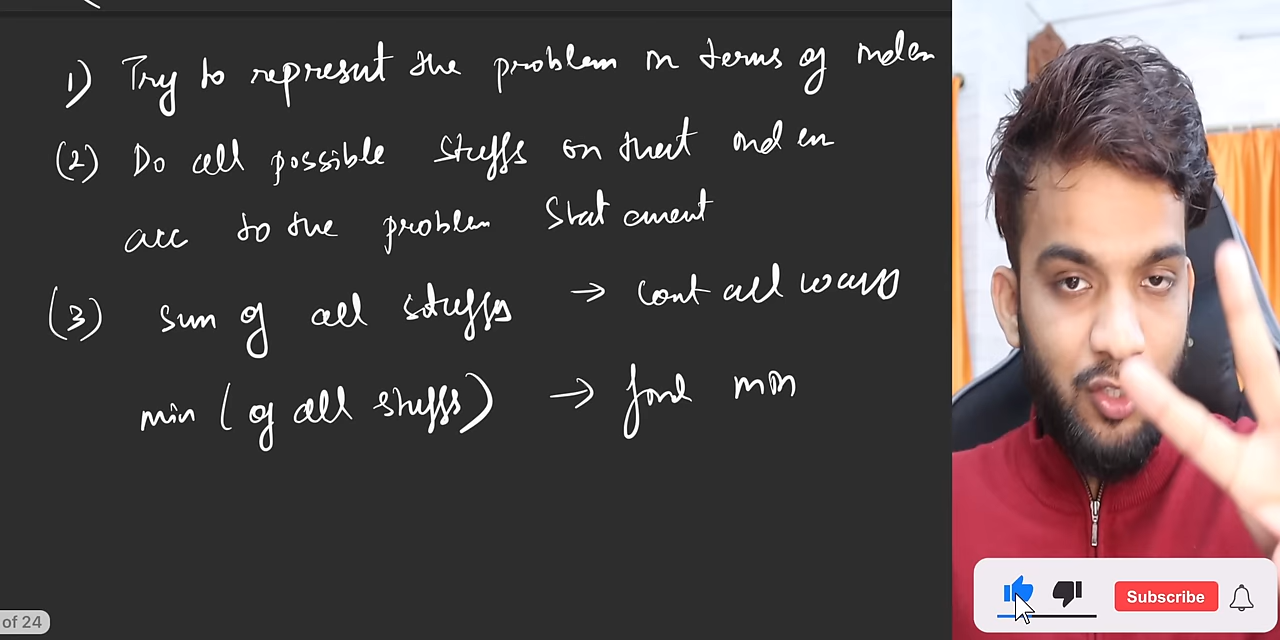 1) Try to represent the problem in terms of index
(2) Do all possible stuffs on that index
acc to the problem statement
(3) sum of all stuffs → count all ways
min (of all stuffs) → find min
of 24
Subscribe